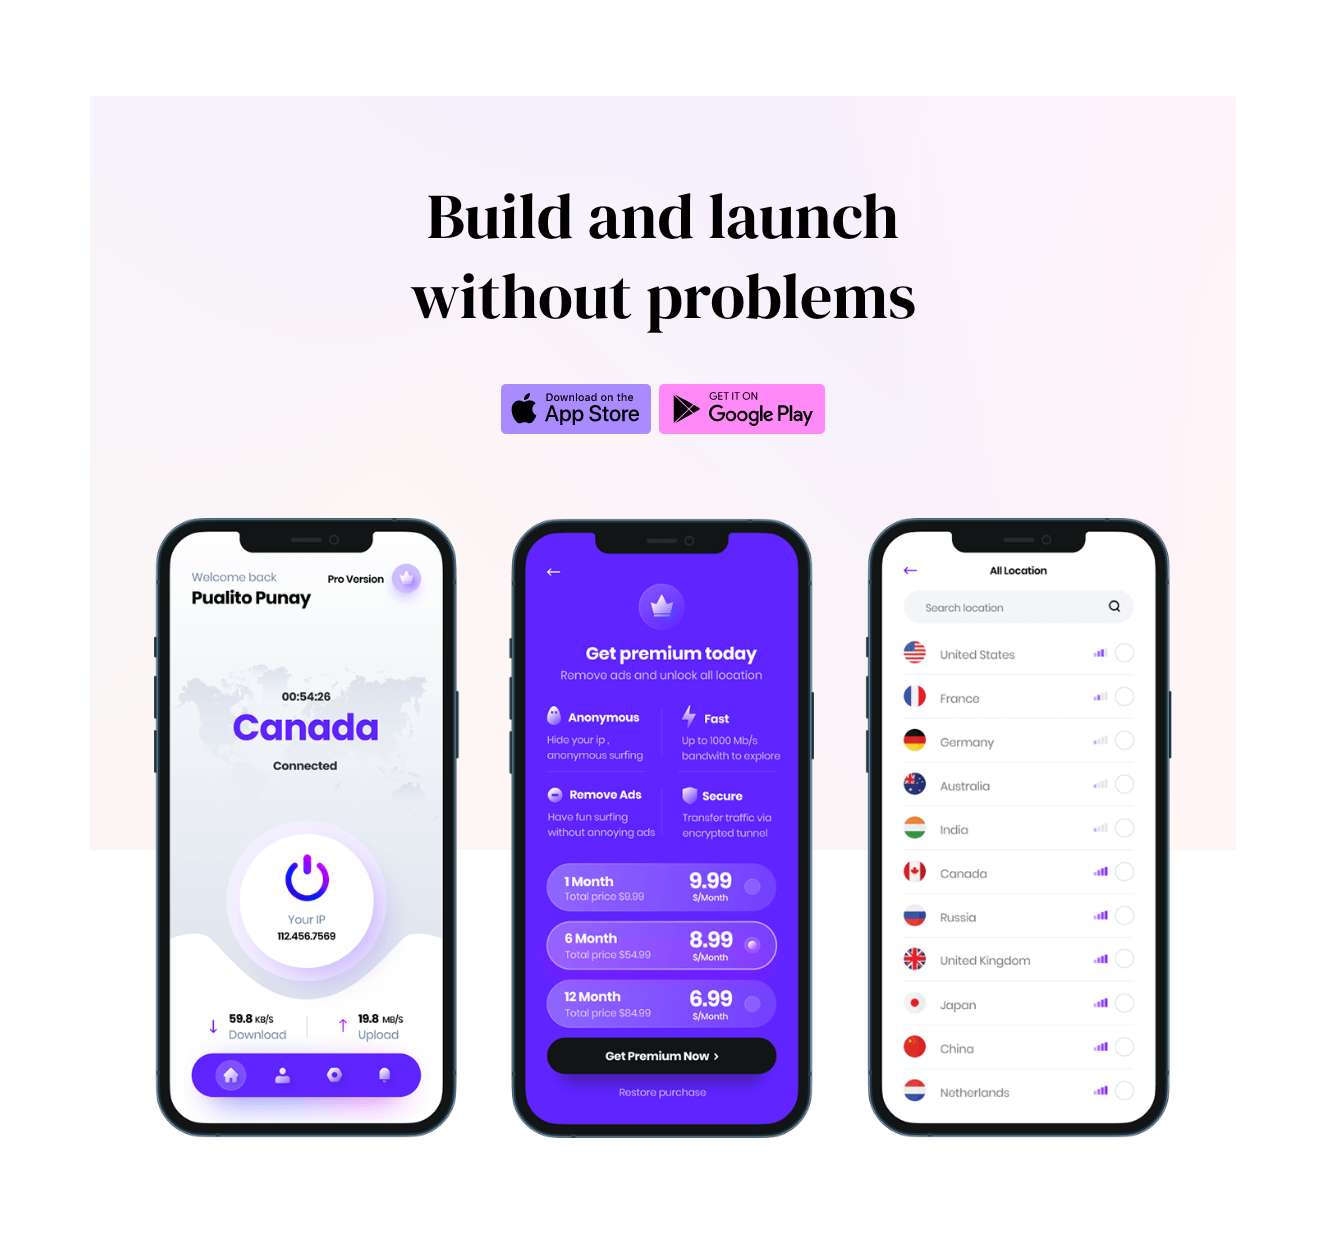 Build and launch
without problems
Download on the
App Store
GET IT ON
Google Play
Welcome back
Pualito Punay
Pro Version
00:54:26
Canada
Connected
Your IP
112.456.7569
59.8 KB/S
Download
19.8 MB/S
Upload
Get premium today
Remove ads and unlock all location
Anonymous
Hide your ip ,
anonymous surfing
Fast
Up to 1000 Mb/s
bandwith to explore
Remove Ads
Have fun surfing
without annoying ads
Secure
Transfer traffic via
encrypted tunnel
1 Month
Total price $9.99
9.99
$/Month
6 Month
Total price $54.99
8.99
$/Month
12 Month
Total price $84.99
6.99
$/Month
Get Premium Now ›
Restore purchase
All Location
Search location
United States
France
Germany
Australia
India
Canada
Russia
United Kingdom
Japan
China
Netherlands